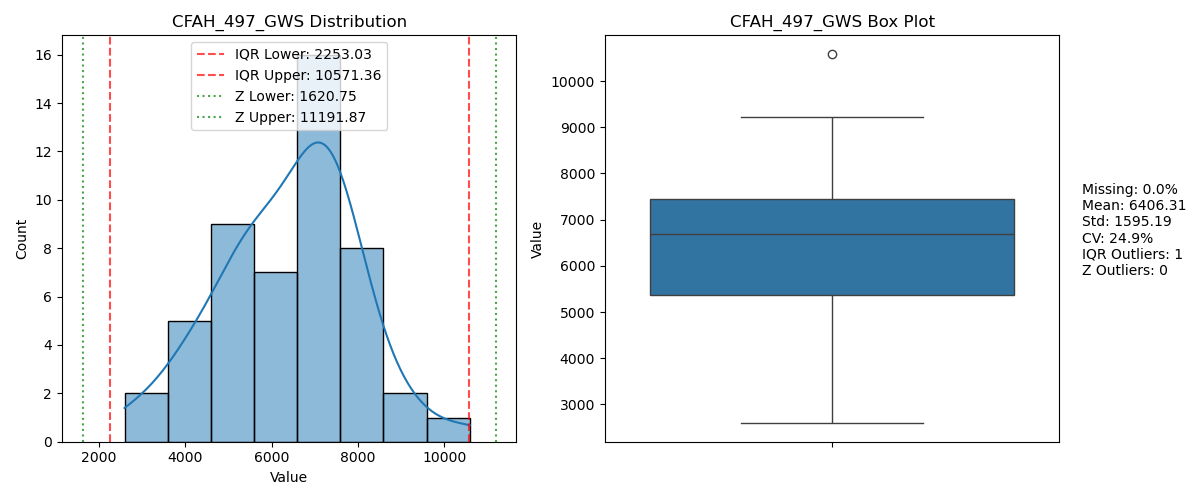 CFAH_497_GWS Distribution
IQR Lower: 2253.03
IQR Upper: 10571.36
Z Lower: 1620.75
Z Upper: 11191.87
16
14
12
10
8
6
4
2
0
Count
2000
4000
6000
8000
10000
Value
CFAH_497_GWS Box Plot
10000
9000
8000
7000
6000
5000
4000
3000
Value
Missing: 0.0%
Mean: 6406.31
Std: 1595.19
CV: 24.9%
IQR Outliers: 1
Z Outliers: 0